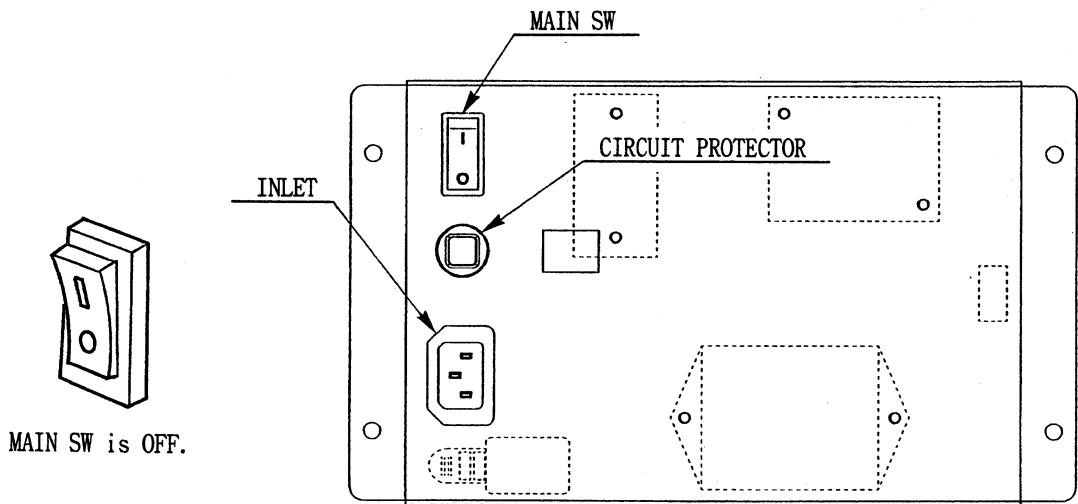 MAIN SW
CIRCUIT PROTECTOR
INLET
MAIN SW is OFF.